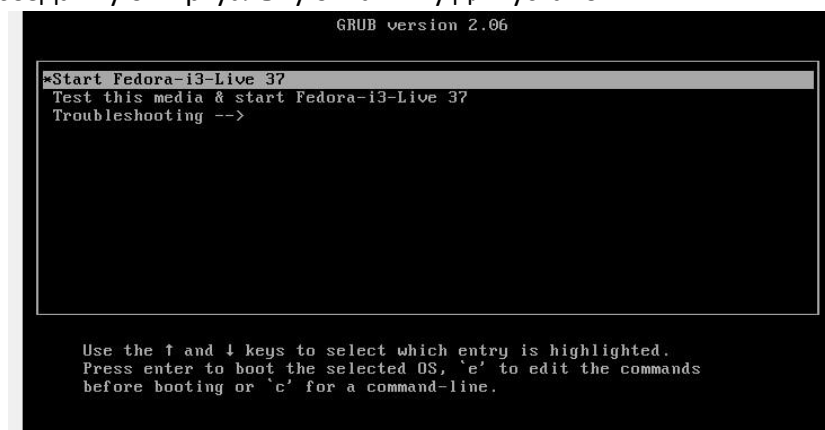 GRUB version 2.06
*Start Fedora-i3-Live 37
Test this media & start Fedora-i3-Live 37
Troubleshooting -->
Use the ↑ and ↓ keys to select which entry is highlighted.
Press enter to boot the selected OS, `e' to edit the commands
before booting or `c' for a command-line.